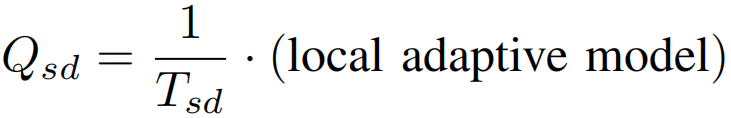 Q_{sd} = \frac{1}{T_{sd}} \cdot (local adaptive model)